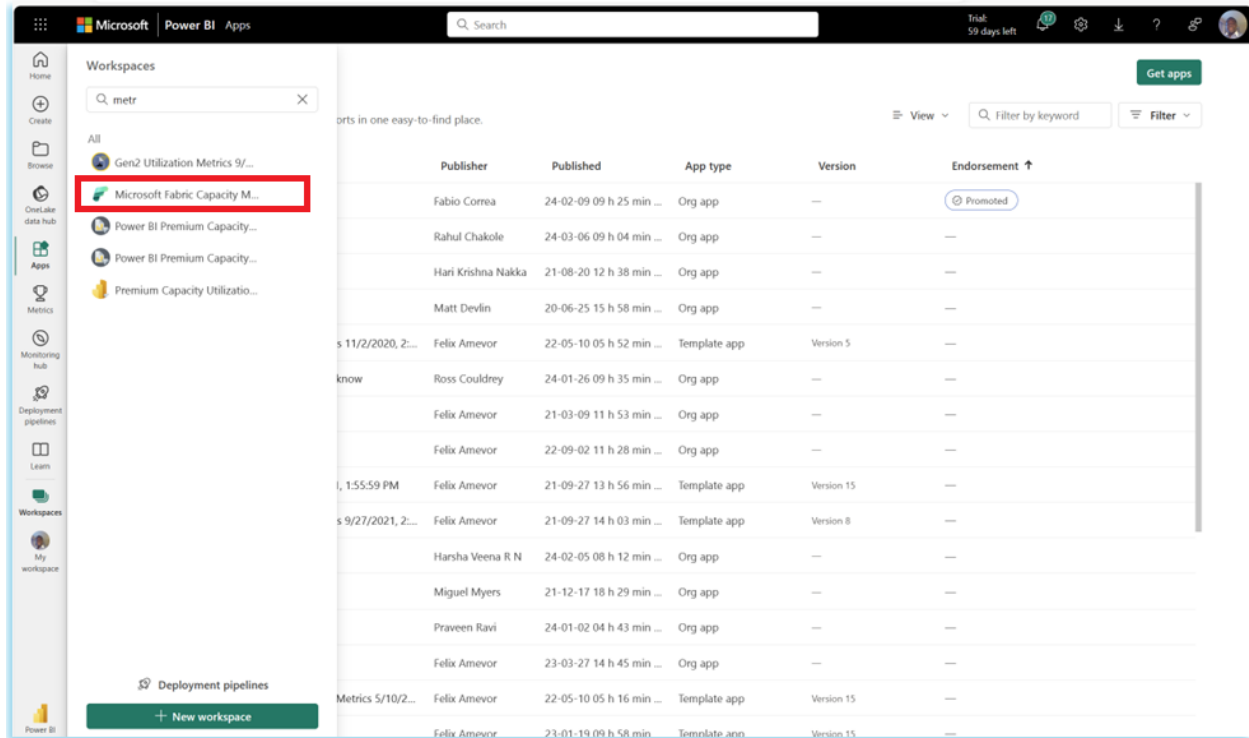 Microsoft Power BI Apps
Search
Trial:
59 days left
17
Home
Create
Browse
OneLake
data hub
Apps
Metrics
Monitoring
hub
Deployment
pipelines
Learn
Workspaces
My
workspace
Power BI
Workspaces
metr
All
Gen2 Utilization Metrics 9/...
Microsoft Fabric Capacity M...
Power BI Premium Capacity...
Power BI Premium Capacity...
Premium Capacity Utilizatio...
Deployment pipelines
New workspace
Get apps
orts in one easy-to-find place.
View
Filter by keyword
Filter
Publisher Published App type Version Endorsement
Fabio Correa 24-02-09 09 h 25 min ... Org app — Promoted
Rahul Chakole 24-03-06 09 h 04 min ... Org app — —
Hari Krishna Nakka 21-08-20 12 h 38 min ... Org app — —
Matt Devlin 20-06-25 15 h 58 min ... Org app — —
s 11/2/2020, 2:... Felix Amevor 22-05-10 05 h 52 min ... Template app Version 5 —
know Ross Couldrey 24-01-26 09 h 35 min ... Org app — —
Felix Amevor 21-03-09 11 h 53 min ... Org app — —
Felix Amevor 22-09-02 11 h 28 min ... Org app — —
, 1:55:59 PM Felix Amevor 21-09-27 13 h 56 min ... Template app Version 15 —
s 9/27/2021, 2:... Felix Amevor 21-09-27 14 h 03 min ... Template app Version 8 —
Harsha Veena R N 24-02-05 08 h 12 min ... Org app — —
Miguel Myers 21-12-17 18 h 29 min ... Org app — —
Praveen Ravi 24-01-02 04 h 43 min ... Org app — —
Felix Amevor 23-03-27 14 h 45 min ... Org app — —
Metrics 5/10/2... Felix Amevor 22-05-10 05 h 16 min ... Template app Version 15 —
Felix Amevor 23-01-19 09 h 58 min Template app Version 15 —